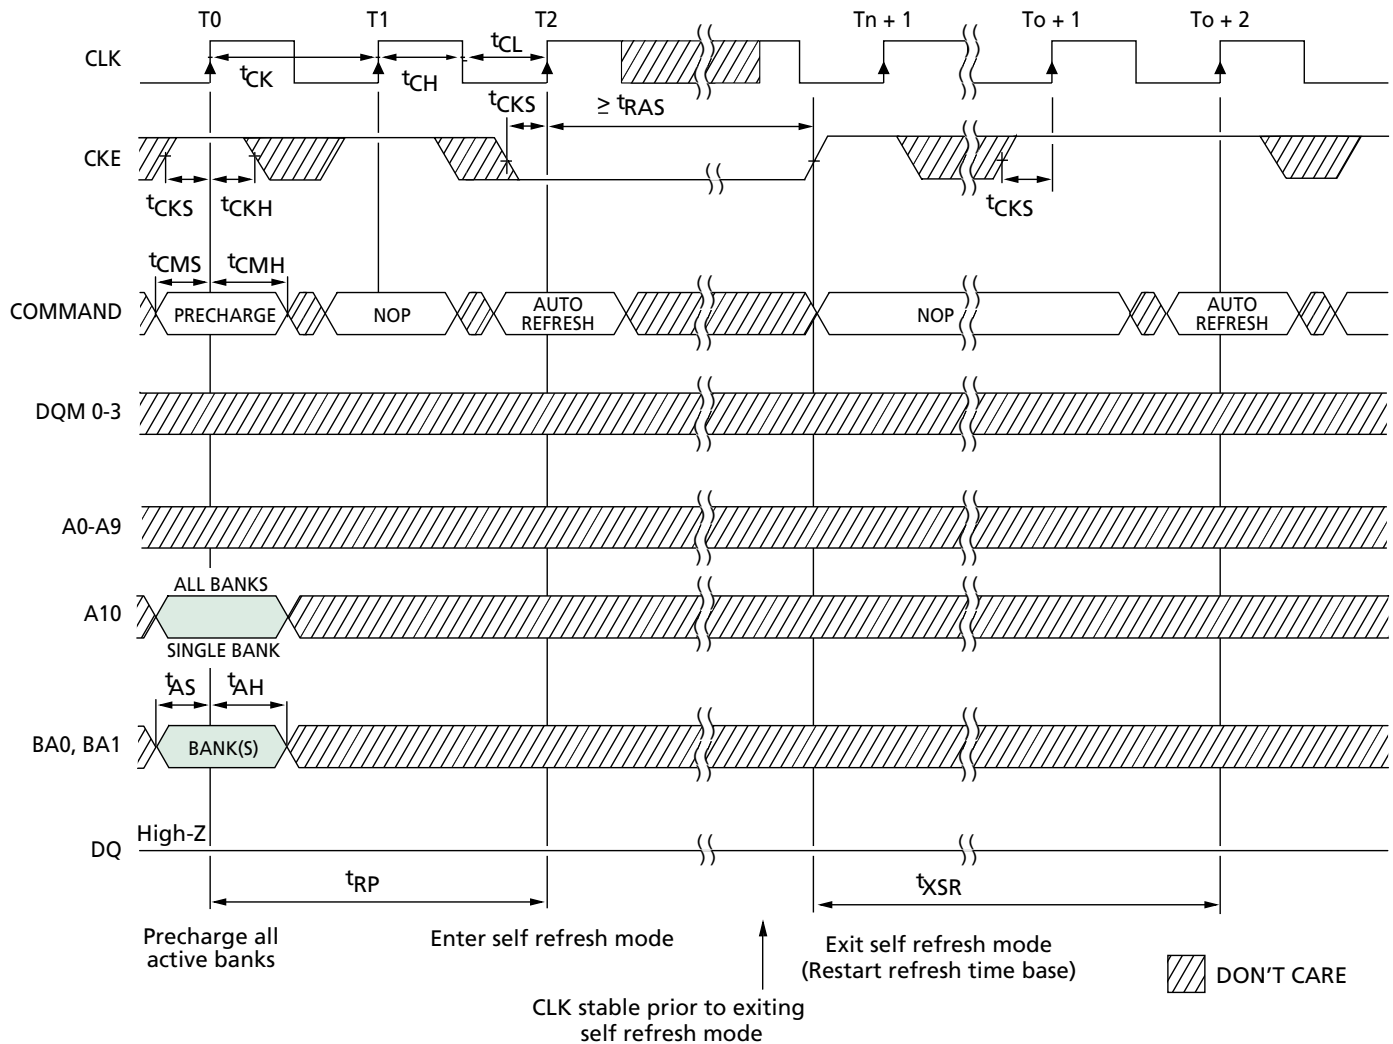 T0 T1 T2 Tn + 1 To + 1 To + 2
CLK
tCK tCH tCL
tCKS ≥ tRAS
CKE
tCKS tCKH tCKS
tCMS tCMH
COMMAND PRECHARGE NOP AUTO REFRESH NOP AUTO REFRESH
DQM 0-3
A0-A9
ALL BANKS
A10
SINGLE BANK
tAS tAH
BA0, BA1 BANK(S)
High-Z
DQ
tRP tXSR
Precharge all
active banks
Enter self refresh mode
Exit self refresh mode
(Restart refresh time base)
DON'T CARE
CLK stable prior to exiting
self refresh mode